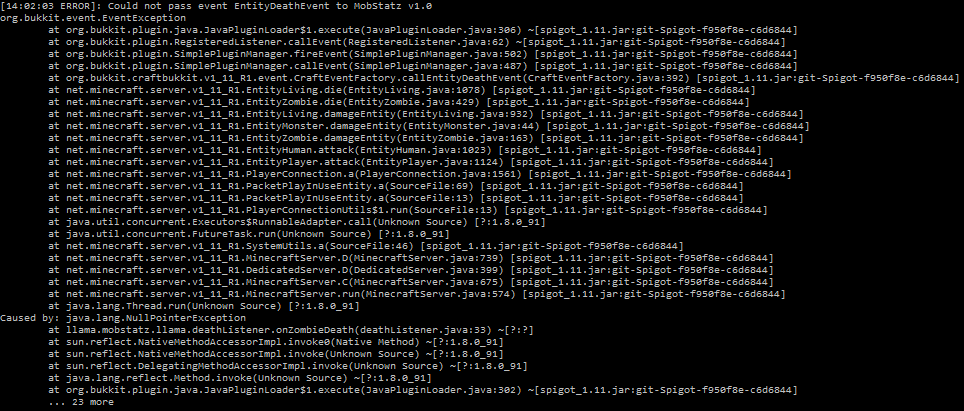 [14:02:03 ERROR]: Could not pass event EntityDeathEvent to MobStatz v1.0
org.bukkit.event.EventException
at org.bukkit.plugin.java.JavaPluginLoader$1.execute(JavaPluginLoader.java:306) ~[spigot_1.11.jar:git-Spigot-f950f8e-c6d6844]
at org.bukkit.plugin.RegisteredListener.callEvent(RegisteredListener.java:62) ~[spigot_1.11.jar:git-Spigot-f950f8e-c6d6844]
at org.bukkit.plugin.SimplePluginManager.fireEvent(SimplePluginManager.java:502) [spigot_1.11.jar:git-Spigot-f950f8e-c6d6844]
at org.bukkit.plugin.SimplePluginManager.callEvent(SimplePluginManager.java:487) [spigot_1.11.jar:git-Spigot-f950f8e-c6d6844]
at org.bukkit.craftbukkit.v1_11_R1.event.CraftEventFactory.callEntityDeathEvent(CraftEventFactory.java:392) [spigot_1.11.jar:git-Spigot-f950f8e-c6d6844]
at net.minecraft.server.v1_11_R1.EntityLiving.die(EntityLiving.java:1078) [spigot_1.11.jar:git-Spigot-f950f8e-c6d6844]
at net.minecraft.server.v1_11_R1.EntityZombie.die(EntityZombie.java:429) [spigot_1.11.jar:git-Spigot-f950f8e-c6d6844]
at net.minecraft.server.v1_11_R1.EntityLiving.damageEntity(EntityLiving.java:932) [spigot_1.11.jar:git-Spigot-f950f8e-c6d6844]
at net.minecraft.server.v1_11_R1.EntityMonster.damageEntity(EntityMonster.java:44) [spigot_1.11.jar:git-Spigot-f950f8e-c6d6844]
at net.minecraft.server.v1_11_R1.EntityZombie.damageEntity(EntityZombie.java:163) [spigot_1.11.jar:git-Spigot-f950f8e-c6d6844]
at net.minecraft.server.v1_11_R1.EntityHuman.attack(EntityHuman.java:1023) [spigot_1.11.jar:git-Spigot-f950f8e-c6d6844]
at net.minecraft.server.v1_11_R1.EntityPlayer.attack(EntityPlayer.java:1124) [spigot_1.11.jar:git-Spigot-f950f8e-c6d6844]
at net.minecraft.server.v1_11_R1.PlayerConnection.a(PlayerConnection.java:1561) [spigot_1.11.jar:git-Spigot-f950f8e-c6d6844]
at net.minecraft.server.v1_11_R1.PacketPlayInUseEntity.a(SourceFile:69) [spigot_1.11.jar:git-Spigot-f950f8e-c6d6844]
at net.minecraft.server.v1_11_R1.PacketPlayInUseEntity.a(SourceFile:13) [spigot_1.11.jar:git-Spigot-f950f8e-c6d6844]
at net.minecraft.server.v1_11_R1.PlayerConnectionUtils$1.run(SourceFile:13) [spigot_1.11.jar:git-Spigot-f950f8e-c6d6844]
at java.util.concurrent.Executors$RunnableAdapter.call(Unknown Source) [?:1.8.0_91]
at java.util.concurrent.FutureTask.run(Unknown Source) [?:1.8.0_91]
at net.minecraft.server.v1_11_R1.SystemUtils.a(SourceFile:46) [spigot_1.11.jar:git-Spigot-f950f8e-c6d6844]
at net.minecraft.server.v1_11_R1.MinecraftServer.D(MinecraftServer.java:739) [spigot_1.11.jar:git-Spigot-f950f8e-c6d6844]
at net.minecraft.server.v1_11_R1.DedicatedServer.D(DedicatedServer.java:399) [spigot_1.11.jar:git-Spigot-f950f8e-c6d6844]
at net.minecraft.server.v1_11_R1.MinecraftServer.C(MinecraftServer.java:675) [spigot_1.11.jar:git-Spigot-f950f8e-c6d6844]
at net.minecraft.server.v1_11_R1.MinecraftServer.run(MinecraftServer.java:574) [spigot_1.11.jar:git-Spigot-f950f8e-c6d6844]
at java.lang.Thread.run(Unknown Source) [?:1.8.0_91]
Caused by: java.lang.NullPointerException
at llama.mobstatz.llama.deathListener.onZombieDeath(deathListener.java:33) ~[?:?]
at sun.reflect.NativeMethodAccessorImpl.invoke0(Native Method) ~[?:1.8.0_91]
at sun.reflect.NativeMethodAccessorImpl.invoke(Unknown Source) ~[?:1.8.0_91]
at sun.reflect.DelegatingMethodAccessorImpl.invoke(Unknown Source) ~[?:1.8.0_91]
at java.lang.reflect.Method.invoke(Unknown Source) ~[?:1.8.0_91]
at org.bukkit.plugin.java.JavaPluginLoader$1.execute(JavaPluginLoader.java:302) ~[spigot_1.11.jar:git-Spigot-f950f8e-c6d6844]
... 23 more